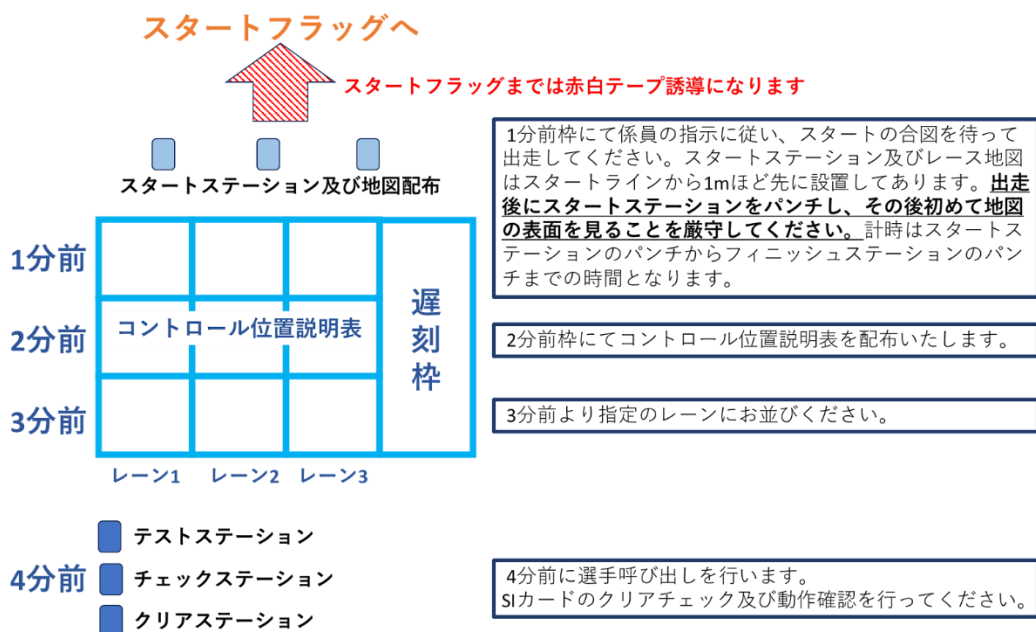 スタートフラッグへ
スタートフラッグまでは赤白テープ誘導になります
スタートステーション及び地図配布
1分前枠にて係員の指示に従い、スタートの合図を待って
出走してください。スタートステーション及びレース地図
はスタートラインから1mほど先に設置してあります。出走
後にスタートステーションをパンチし、その後初めて地図
の表面を見ることを厳守してください。計時はスタートス
テーションのパンチからフィニッシュステーションのパン
チまでの時間となります。
1分前
2分前
コントロール位置説明表
遅刻枠
2分前枠にてコントロール位置説明表を配布いたします。
3分前
3分前より指定のレーンにお並びください。
レーン1 レーン2 レーン3
テストステーション
4分前
チェックステーション
クリアステーション
4分前に選手呼び出しを行います。
SIカードのクリアチェック及び動作確認を行ってください。